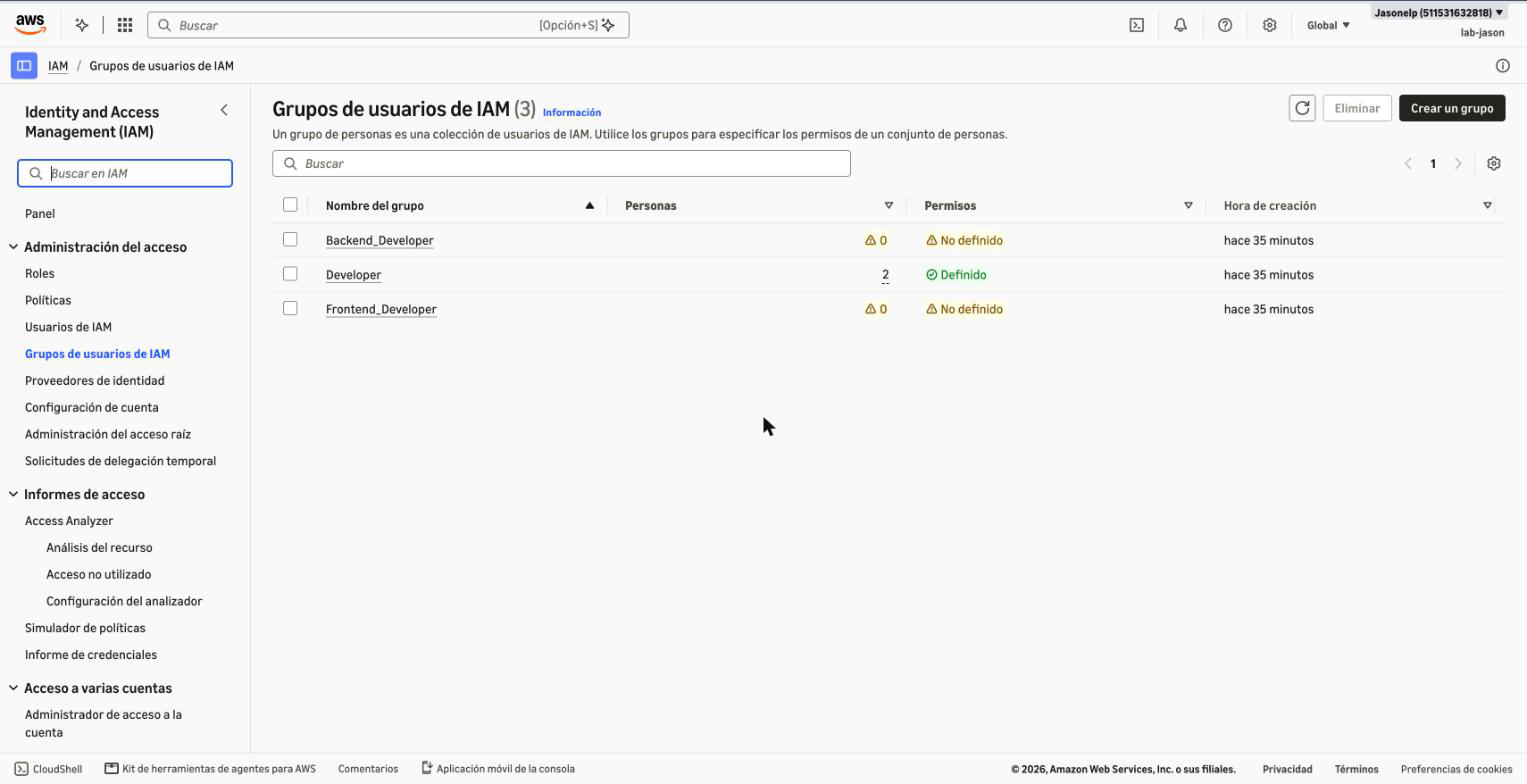 aws
Buscar
[Opción+S]
Global
Jasonelp (511531632818)
lab-jason
IAM / Grupos de usuarios de IAM
Identity and Access
Management (IAM)
Buscar en IAM
Panel
Administración del acceso
Roles
Políticas
Usuarios de IAM
Grupos de usuarios de IAM
Proveedores de identidad
Configuración de cuenta
Administración del acceso raíz
Solicitudes de delegación temporal
Informes de acceso
Access Analyzer
Análisis del recurso
Acceso no utilizado
Configuración del analizador
Simulador de políticas
Informe de credenciales
Acceso a varias cuentas
Administrador de acceso a la
cuenta
Grupos de usuarios de IAM (3) Información
Eliminar
Crear un grupo
Un grupo de personas es una colección de usuarios de IAM. Utilice los grupos para especificar los permisos de un conjunto de personas.
Buscar
1
Nombre del grupo Personas Permisos Hora de creación
Backend_Developer 0 No definido hace 35 minutos
Developer 2 Definido hace 35 minutos
Frontend_Developer 0 No definido hace 35 minutos
CloudShell Kit de herramientas de agentes para AWS Comentarios Aplicación móvil de la consola © 2026, Amazon Web Services, Inc. o sus filiales. Privacidad Términos Preferencias de cookies